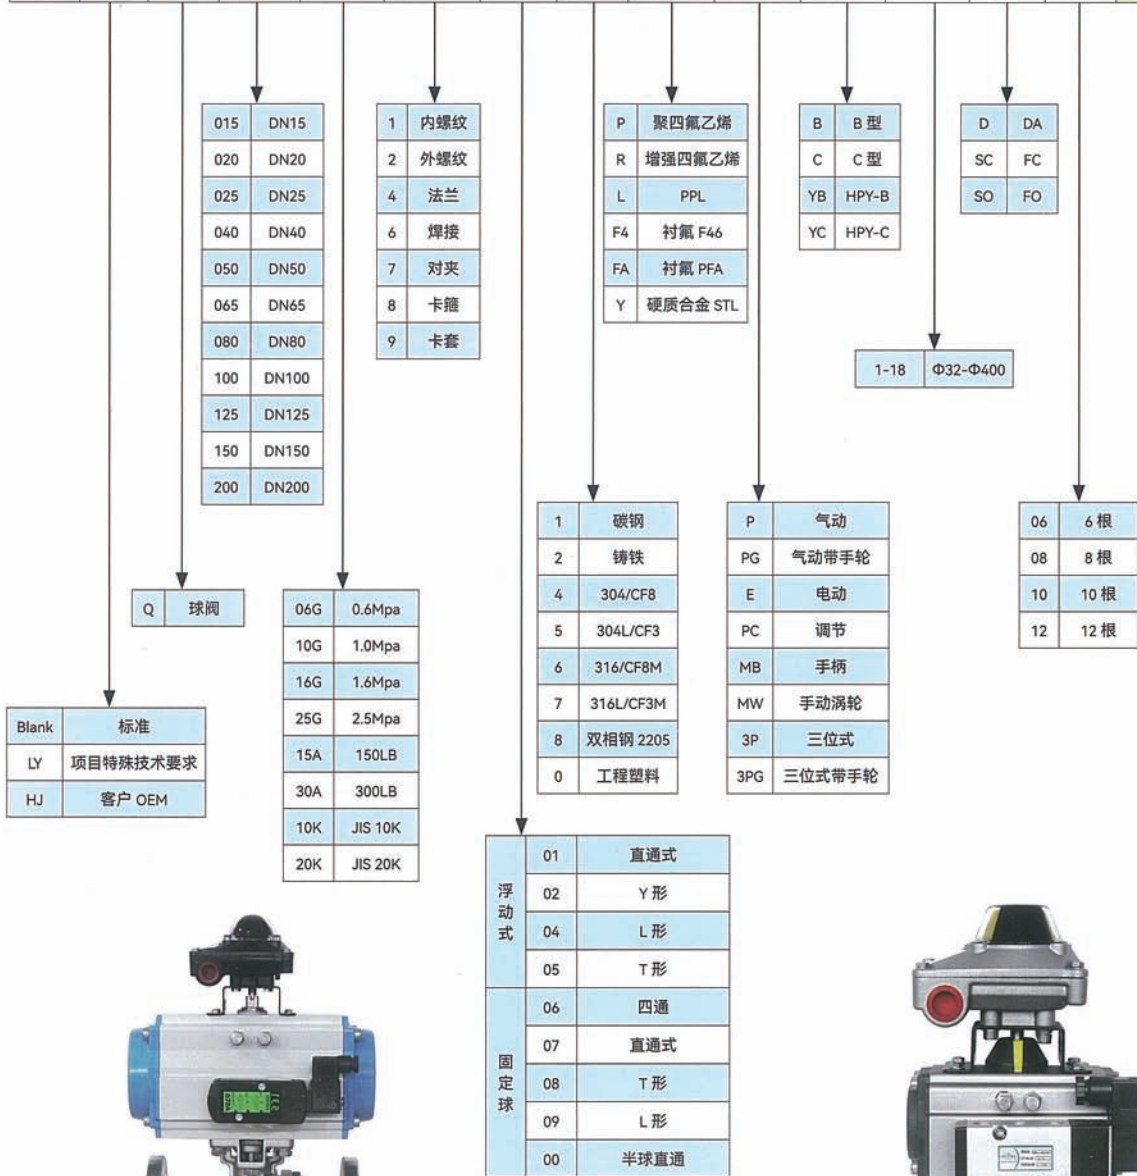 015 DN15
020 DN20
025 DN25
040 DN40
050 DN50
065 DN65
080 DN80
100 DN100
125 DN125
150 DN150
200 DN200
1 内螺纹
2 外螺纹
4 法兰
6 焊接
7 对夹
8 卡箍
9 卡套
P 聚四氟乙烯
R 增强四氟乙烯
L PPL
F4 衬氟 F46
FA 衬氟 PFA
Y 硬质合金 STL
B B 型
C C 型
YB HPY-B
YC HPY-C
D DA
SC FC
SO FO
1-18 Φ32-Φ400
Q 球阀
06G 0.6Mpa
10G 1.0Mpa
16G 1.6Mpa
25G 2.5Mpa
15A 150LB
30A 300LB
10K JIS 10K
20K JIS 20K
1 碳钢
2 铸铁
4 304/CF8
5 304L/CF3
6 316/CF8M
7 316L/CF3M
8 双相钢 2205
0 工程塑料
P 气动
PG 气动带手轮
E 电动
PC 调节
MB 手柄
MW 手动涡轮
3P 三位式
3PG 三位式带手轮
06 6 根
08 8 根
10 10 根
12 12 根
Blank 标准
LY 项目特殊技术要求
HJ 客户 OEM
浮动式
01 直通式
02 Y 形
04 L 形
05 T 形
固定球
06 四通
07 直通式
08 T 形
09 L 形
00 半球直通